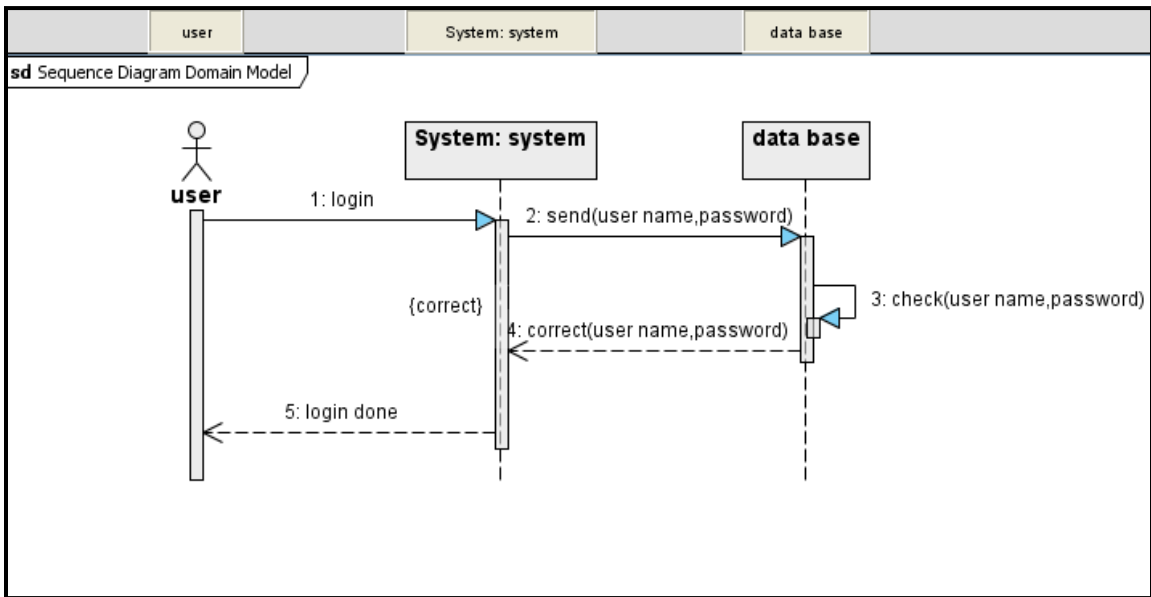 user
System: system
data base
sd Sequence Diagram Domain Model
user
System: system
data base
1: login
2: send(user name,password)
3: check(user name,password)
{correct}
4: correct(user name,password)
5: login done